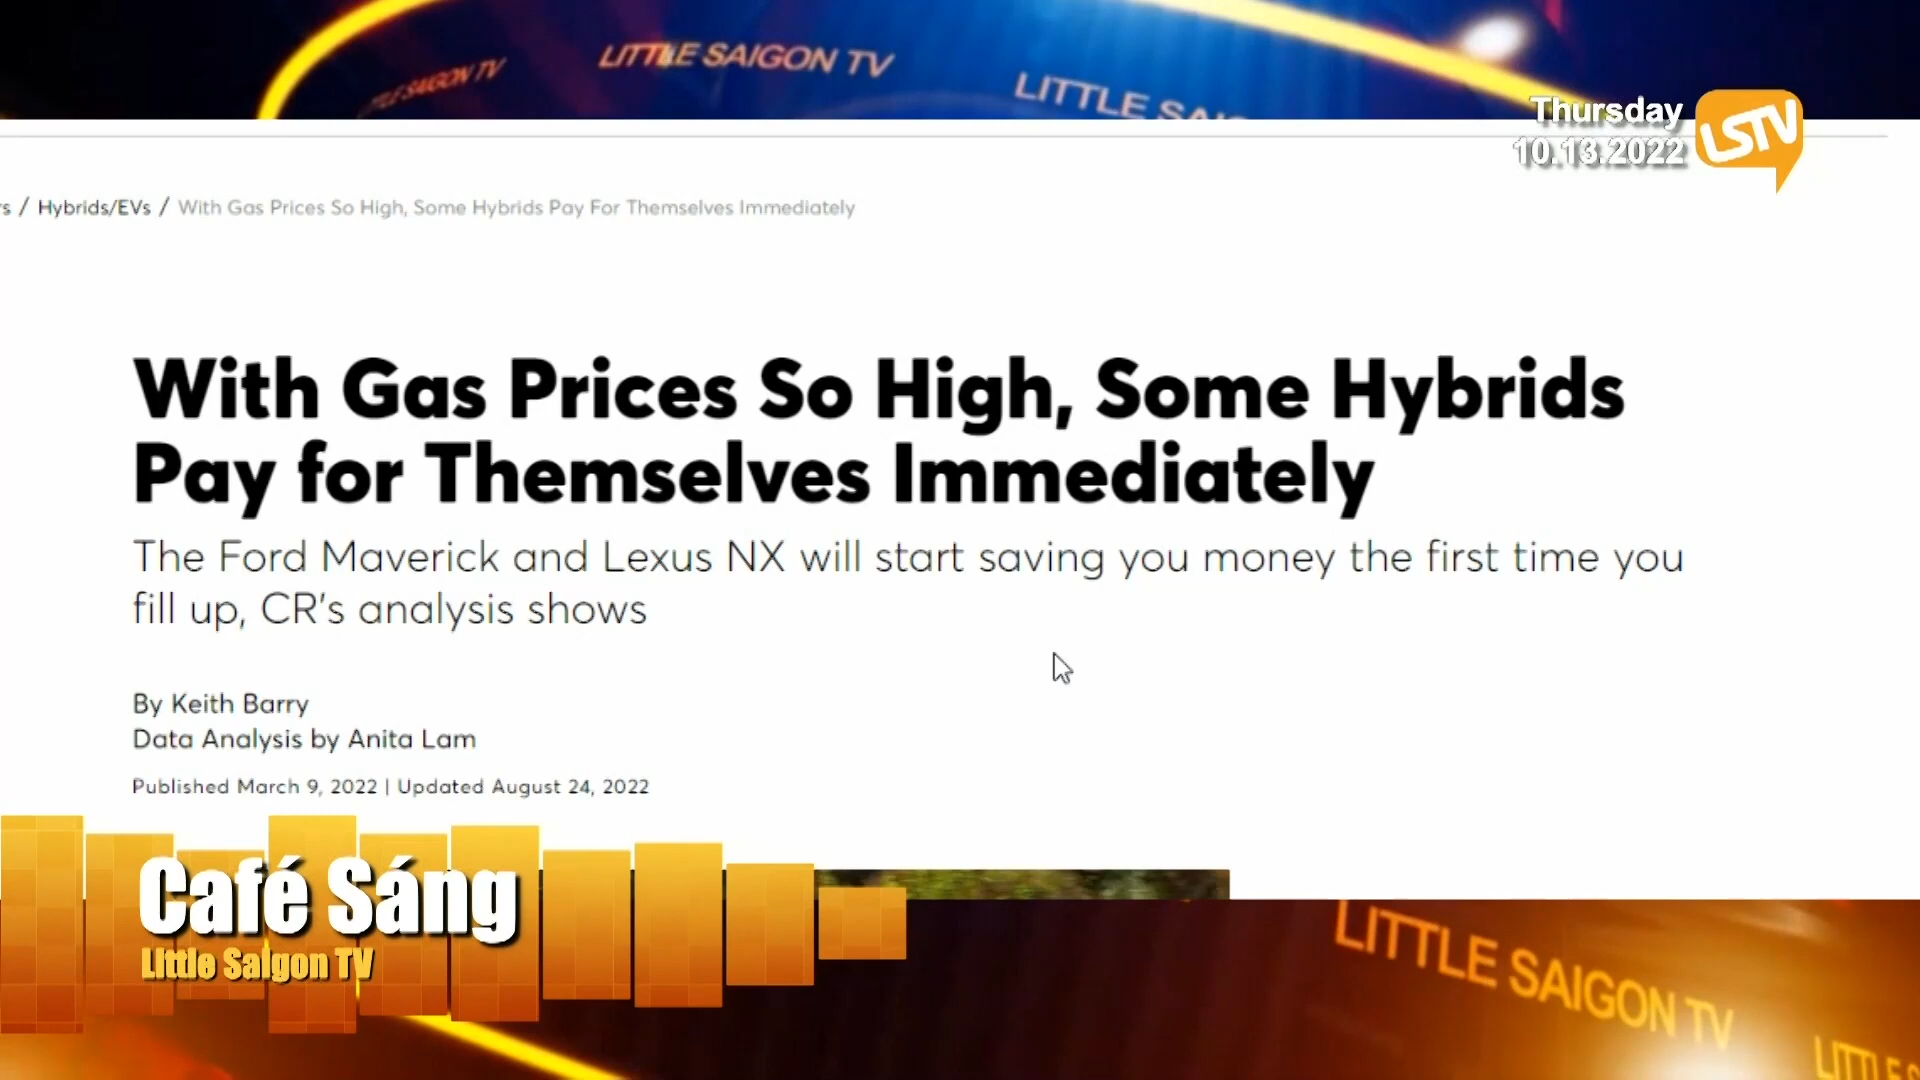 LITTLE SAIGON TV
LITTLE SAIGON TV
LITTLE
Thursday
10.13.2022
LSTV
/ Hybrids/EVs / With Gas Prices So High, Some Hybrids Pay For Themselves Immediately
With Gas Prices So High, Some Hybrids
Pay for Themselves Immediately
The Ford Maverick and Lexus NX will start saving you money the first time you
fill up, CR's analysis shows
By Keith Barry
Data Analysis by Anita Lam
Published March 9, 2022 | Updated August 24, 2022
Café Sáng
Little Saigon TV
LITTLE SAIGON TV